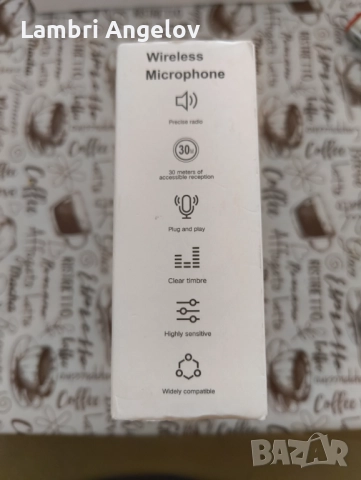 Lambri Angelov
Wireless
Microphone
Precise radio
30M
30 meters of
accessible reception
Plug and play
Clear timbre
Highly sensitive
Widely compatible
Coffee
Coffee
Coffee
BAZAR